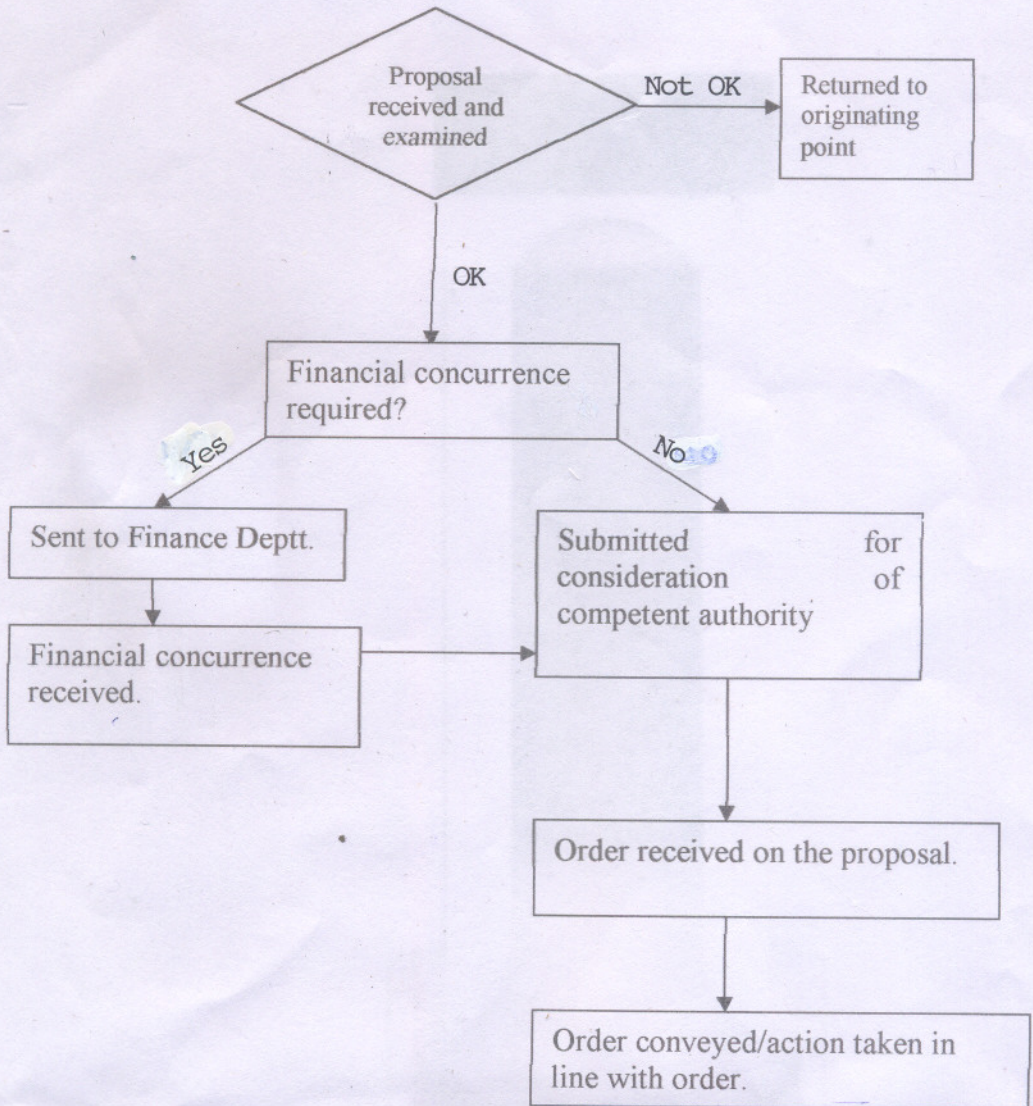 Proposal
received and
examined
Not OK
Returned to
originating
point
OK
Financial concurrence
required?
Yes
No
Sent to Finance Deptt.
Submitted for
consideration of
competent authority
Financial concurrence
received.
Order received on the proposal.
Order conveyed/action taken in
line with order.